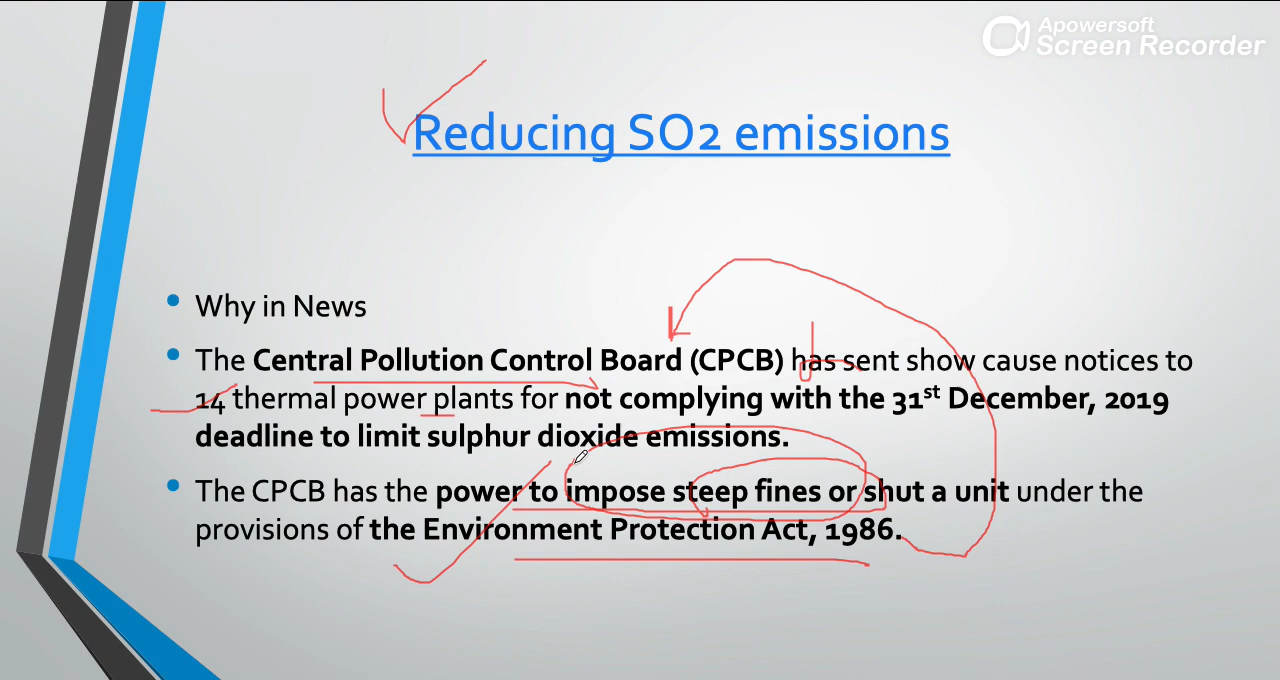 Apowersoft
Screen Recorder
Reducing SO2 emissions
• Why in News
• The Central Pollution Control Board (CPCB) has sent show cause notices to
14 thermal power plants for not complying with the 31st December, 2019
deadline to limit sulphur dioxide emissions.
• The CPCB has the power to impose steep fines or shut a unit under the
provisions of the Environment Protection Act, 1986.